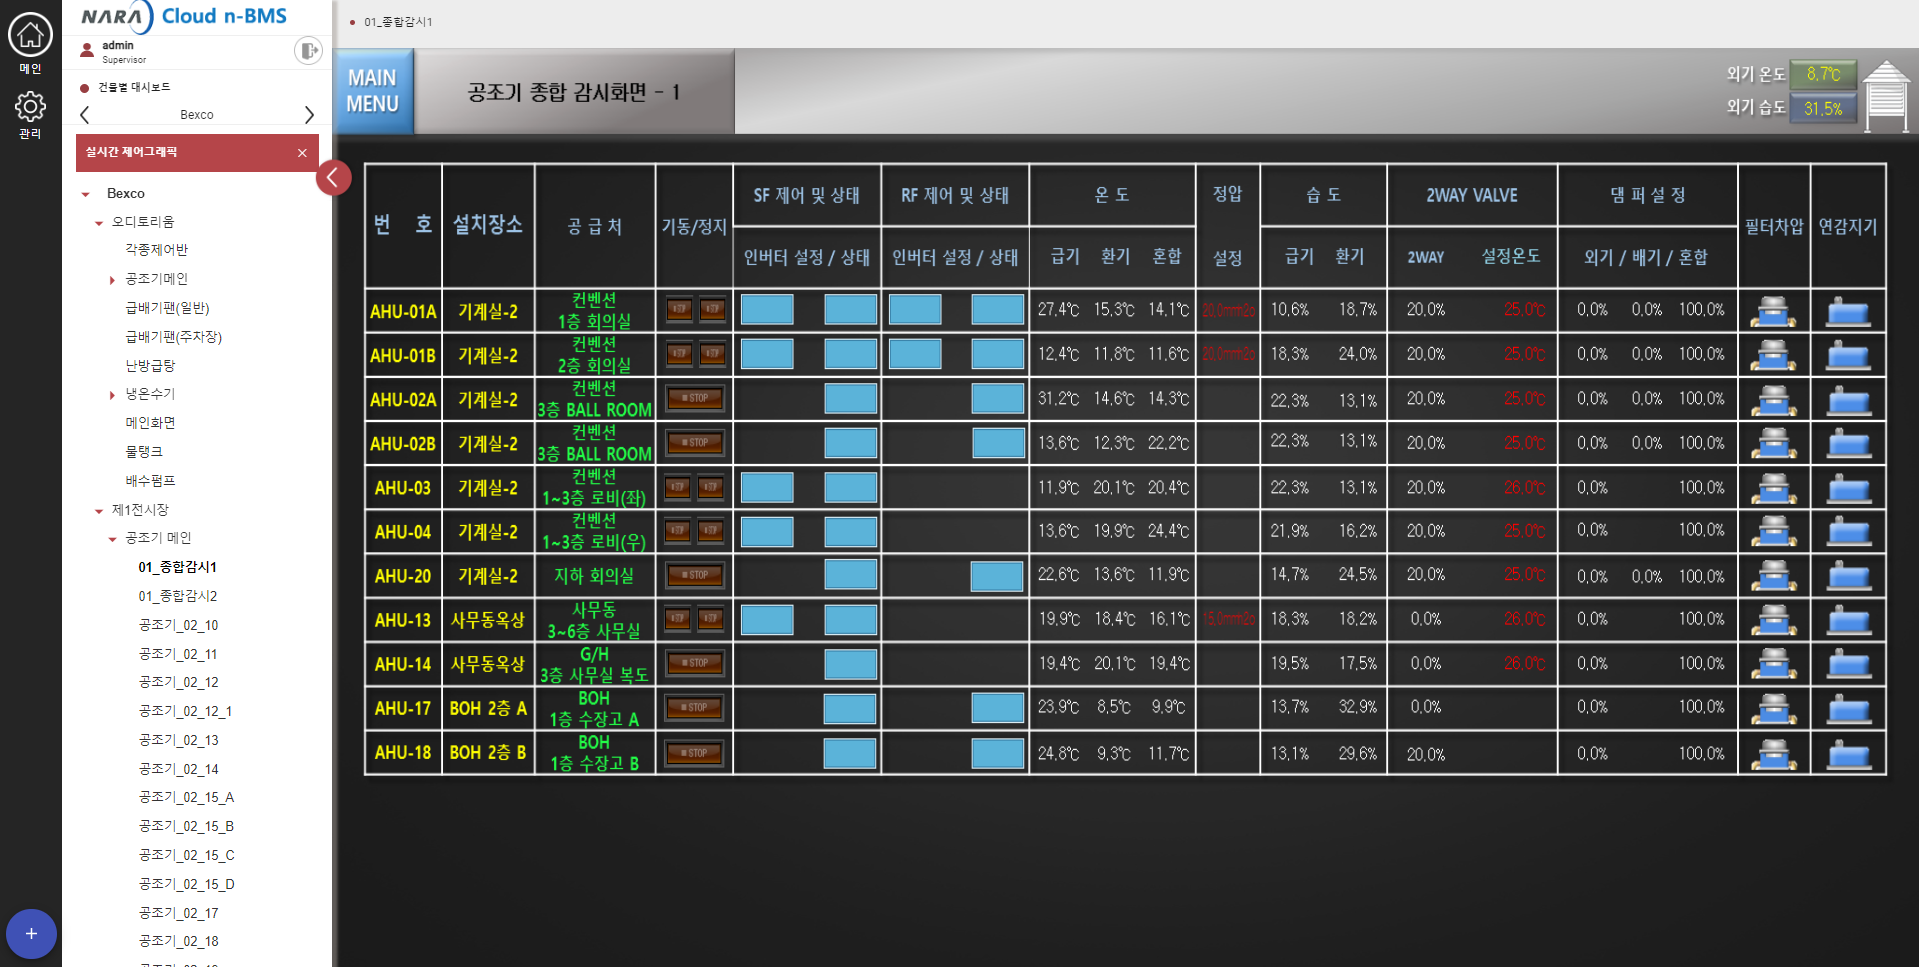 NARA Cloud n-BMS
admin
Supervisor
메인
관리
건물별 대시보드
Bexco
실시간 제어그래픽
Bexco
오디토리움
각종제어반
공조기메인
급배기팬(일반)
급배기팬(주차장)
난방급탕
냉온수기
메인화면
물탱크
배수펌프
제1전시장
공조기 메인
01_종합감시1
01_종합감시2
공조기_02_10
공조기_02_11
공조기_02_12
공조기_02_12_1
공조기_02_13
공조기_02_14
공조기_02_15_A
공조기_02_15_B
공조기_02_15_C
공조기_02_15_D
공조기_02_17
공조기_02_18
+
01_종합감시1
MAIN MENU
공조기 종합 감시화면 - 1
외기 온도 8.7℃
외기 습도 31.5%
번 호 설치장소 공 급 처 기동/정지 SF 제어 및 상태 RF 제어 및 상태 온 도 정압 습 도 2WAY VALVE 댐 퍼 설 정 필터차압 연감지기
인버터 설정 / 상태 인버터 설정 / 상태 급기 환기 혼합 설정 급기 환기 2WAY 설정온도 외기 / 배기 / 혼합
AHU-01A 기계실-2 컨벤션 1층 회의실 27.4℃ 15.3℃ 14.1℃ 20.0mmh2o 10.6% 18.7% 20.0% 25.0℃ 0.0% 0.0% 100.0%
AHU-01B 기계실-2 컨벤션 2층 회의실 12.4℃ 11.8℃ 11.6℃ 20.0mmh2o 18.3% 24.0% 20.0% 25.0℃ 0.0% 0.0% 100.0%
AHU-02A 기계실-2 컨벤션 3층 BALL ROOM STOP 31.2℃ 14.6℃ 14.3℃ 22.3% 13.1% 20.0% 25.0℃ 0.0% 0.0% 100.0%
AHU-02B 기계실-2 컨벤션 3층 BALL ROOM STOP 13.6℃ 12.3℃ 22.2℃ 22.3% 13.1% 20.0% 25.0℃ 0.0% 0.0% 100.0%
AHU-03 기계실-2 컨벤션 1~3층 로비(좌) 11.9℃ 20.1℃ 20.4℃ 22.3% 13.1% 20.0% 26.0℃ 0.0% 100.0%
AHU-04 기계실-2 컨벤션 1~3층 로비(우) 13.6℃ 19.9℃ 24.4℃ 21.9% 16.2% 20.0% 25.0℃ 0.0% 100.0%
AHU-20 기계실-2 지하 회의실 STOP 22.6℃ 13.6℃ 11.9℃ 14.7% 24.5% 20.0% 25.0℃ 0.0% 0.0% 100.0%
AHU-13 사무동옥상 사무동 3~6층 사무실 19.9℃ 18.4℃ 16.1℃ 15.0mmh2o 18.3% 18.2% 0.0% 26.0℃ 0.0% 100.0%
AHU-14 사무동옥상 G/H 3층 사무실 복도 STOP 19.4℃ 20.1℃ 19.4℃ 19.5% 17.5% 0.0% 26.0℃ 0.0% 100.0%
AHU-17 BOH 2층 A BOH 1층 수장고 A STOP 23.9℃ 8.5℃ 9.9℃ 13.7% 32.9% 0.0% 0.0% 100.0%
AHU-18 BOH 2층 B BOH 1층 수장고 B STOP 24.8℃ 9.3℃ 11.7℃ 13.1% 29.6% 20.0% 0.0% 100.0%